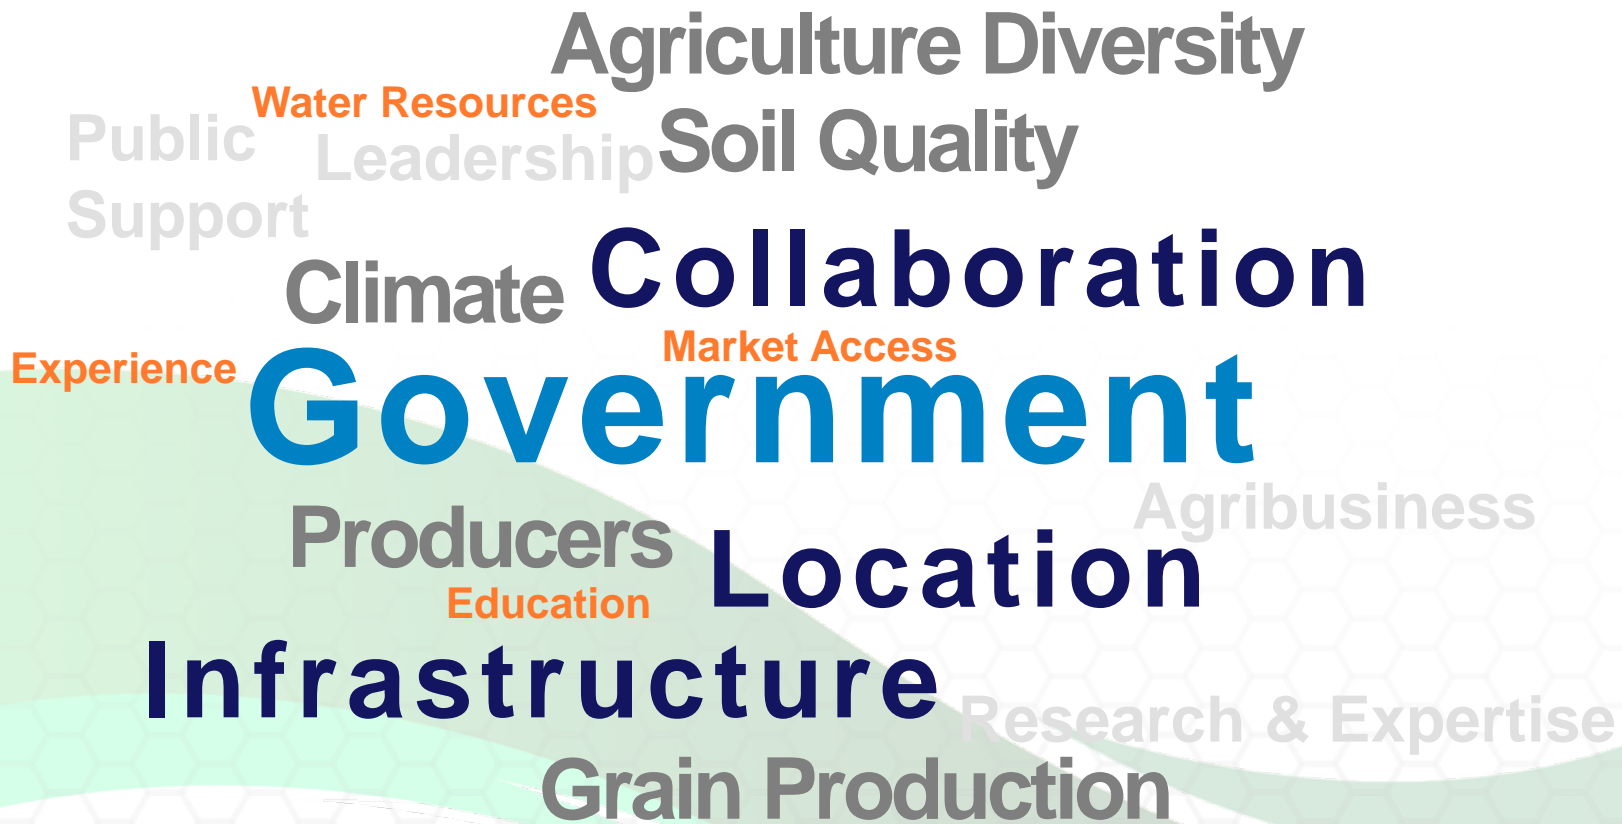 Agriculture Diversity
Water Resources
Public
Support
Leadership
Soil Quality
Climate
Collaboration
Market Access
Experience
Government
Agribusiness
Producers
Location
Education
Infrastructure
Research & Expertise
Grain Production